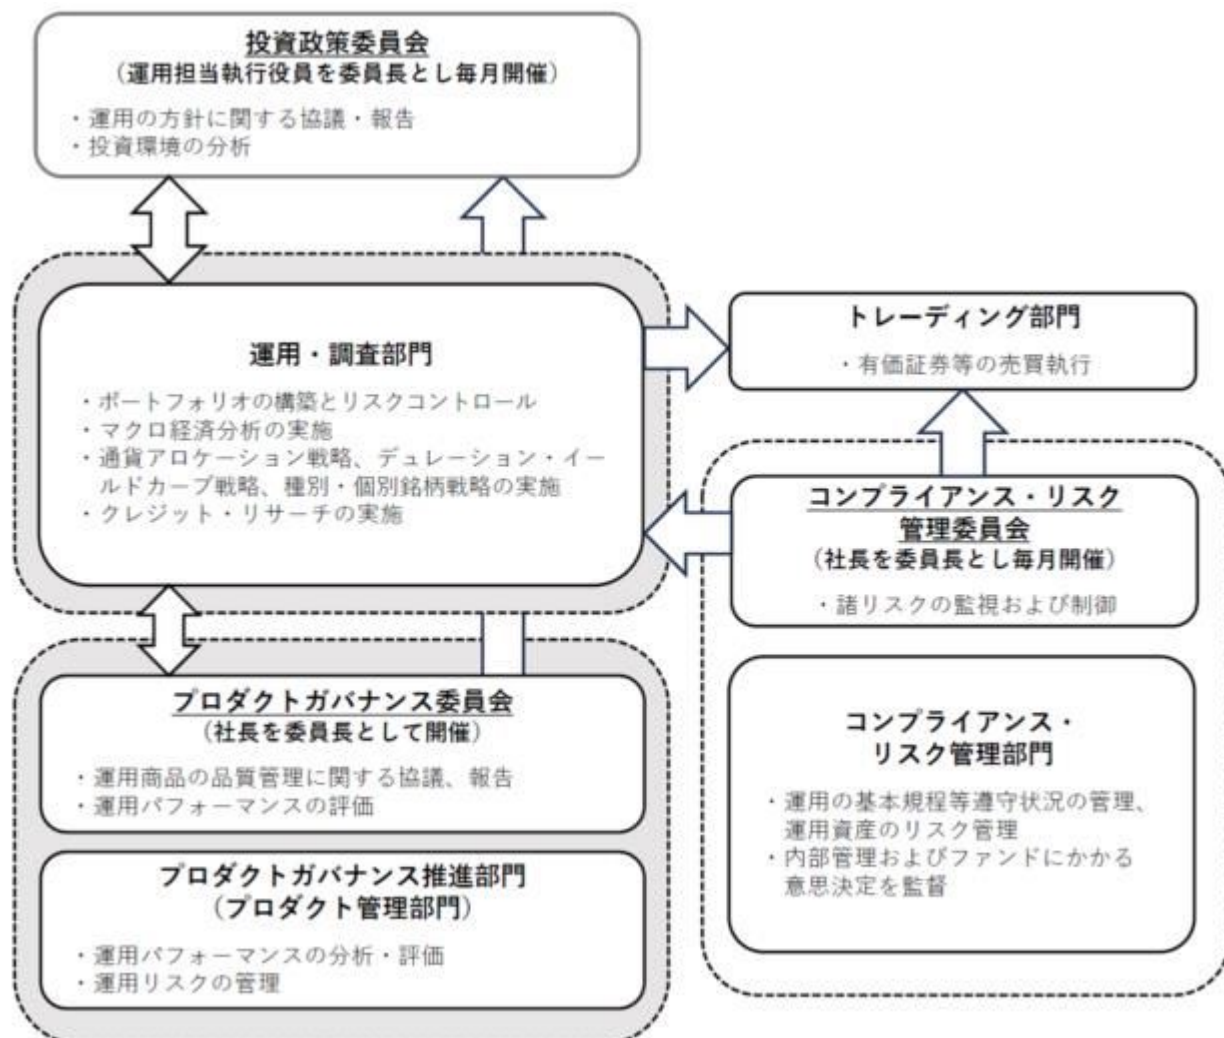 投資政策委員会
（運用担当執行役員を委員長とし毎月開催）
・運用の方針に関する協議・報告
・投資環境の分析
運用・調査部門
・ポートフォリオの構築とリスクコントロール
・マクロ経済分析の実施
・通貨アロケーション戦略、デュレーション・イー
ルドカーブ戦略、種別・個別銘柄戦略の実施
・クレジット・リサーチの実施
トレーディング部門
・有価証券等の売買執行
コンプライアンス・リスク
管理委員会
（社長を委員長とし毎月開催）
・諸リスクの監視および制御
プロダクトガバナンス委員会
（社長を委員長として開催）
・運用商品の品質管理に関する協議、報告
・運用パフォーマンスの評価
コンプライアンス・
リスク管理部門
・運用の基本規程等遵守状況の管理、
運用資産のリスク管理
・内部管理およびファンドにかかる
意思決定を監督
プロダクトガバナンス推進部門
（プロダクト管理部門）
・運用パフォーマンスの分析・評価
・運用リスクの管理